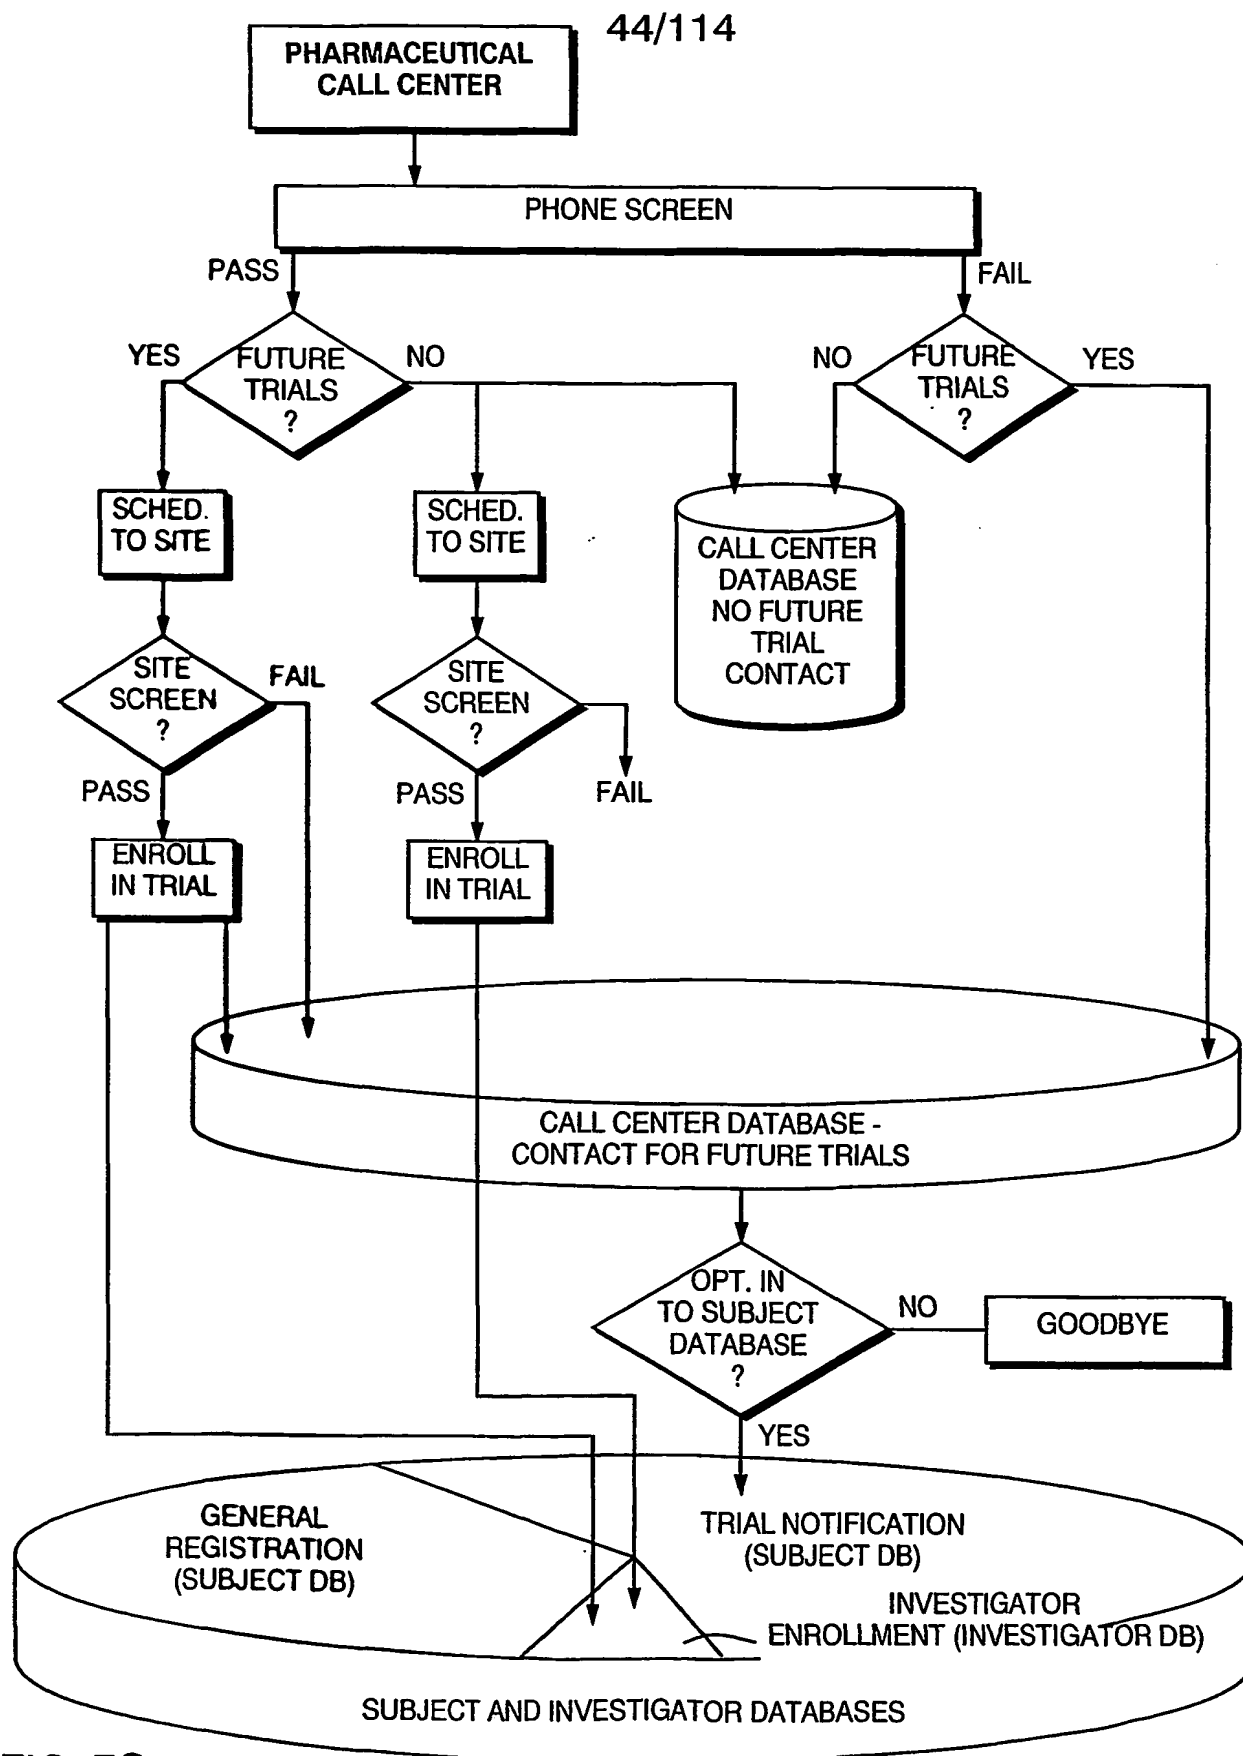 44/114
PHARMACEUTICAL
CALL CENTER
PHONE SCREEN
PASS
FAIL
YES
FUTURE
TRIALS
?
NO
NO
FUTURE
TRIALS
?
YES
SCHED.
TO SITE
SCHED.
TO SITE
CALL CENTER
DATABASE
NO FUTURE
TRIAL
CONTACT
SITE
SCREEN
?
FAIL
SITE
SCREEN
?
FAIL
PASS
PASS
ENROLL
IN TRIAL
ENROLL
IN TRIAL
CALL CENTER DATABASE -
CONTACT FOR FUTURE TRIALS
OPT. IN
TO SUBJECT
DATABASE
?
NO
GOODBYE
YES
GENERAL
REGISTRATION
(SUBJECT DB)
TRIAL NOTIFICATION
(SUBJECT DB)
INVESTIGATOR
ENROLLMENT (INVESTIGATOR DB)
SUBJECT AND INVESTIGATOR DATABASES